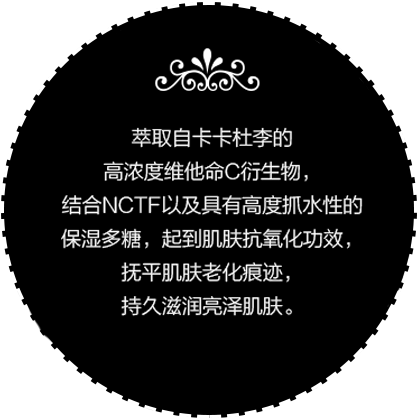 萃取自卡卡杜李的
高浓度维他命C衍生物，
结合NCTF以及具有高度抓水性的
保湿多糖，起到肌肤抗氧化功效，
抚平肌肤老化痕迹，
持久滋润亮泽肌肤。